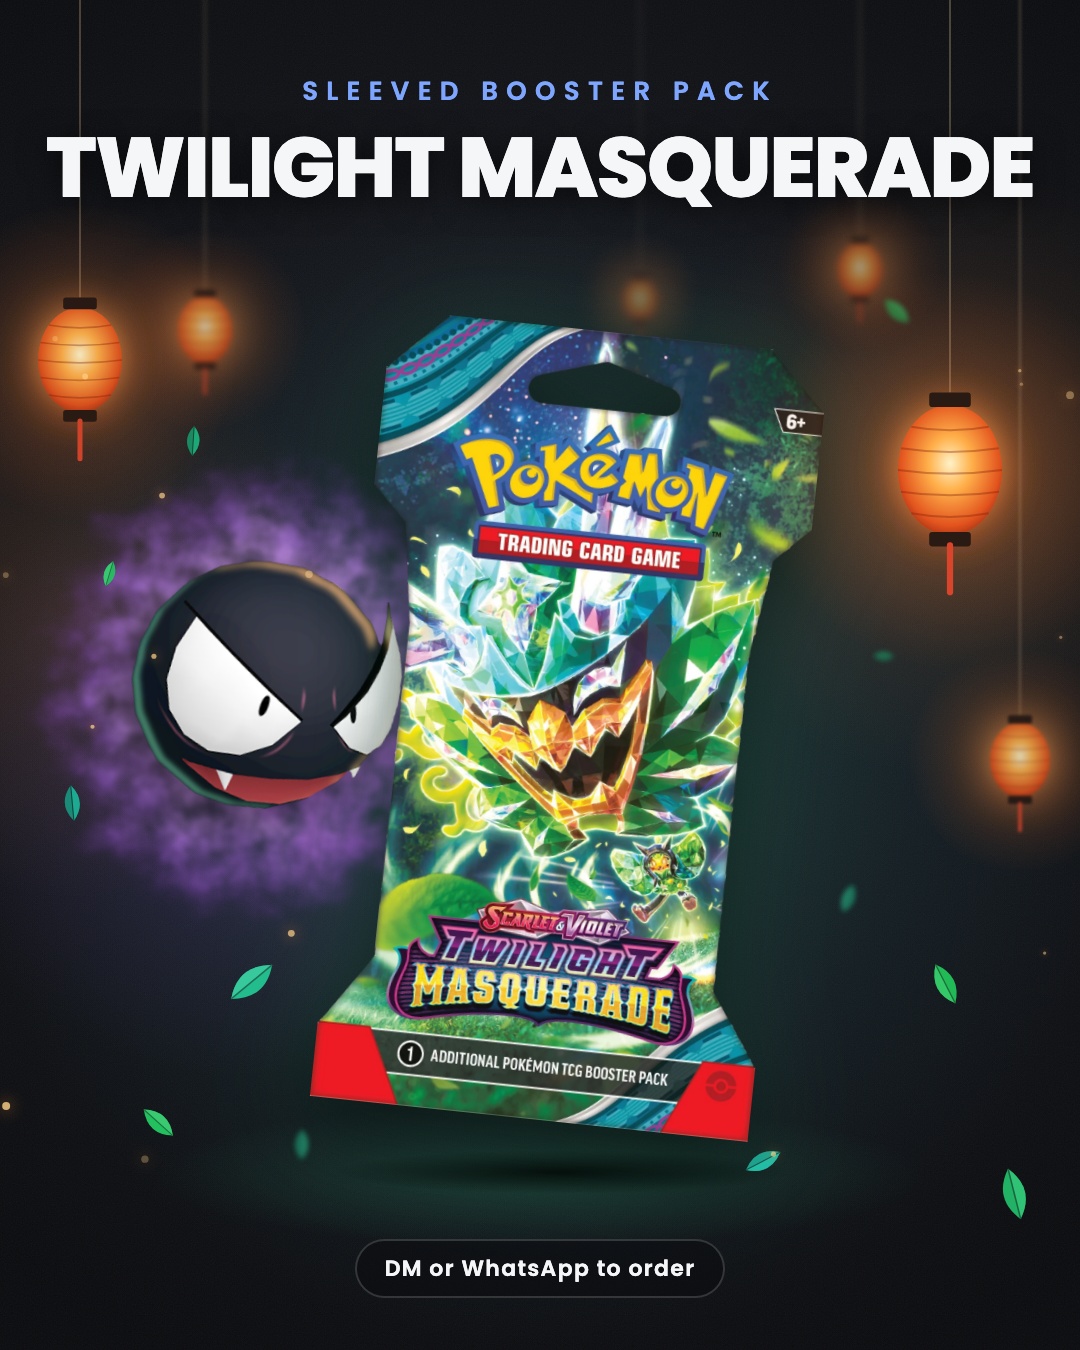 SLEEVED BOOSTER PACK
TWILIGHT MASQUERADE
6+
POKéMON
TM
TRADING CARD GAME
SCARLET & VIOLET
TWILIGHT
MASQUERADE
1 ADDITIONAL POKÉMON TCG BOOSTER PACK
DM or WhatsApp to order